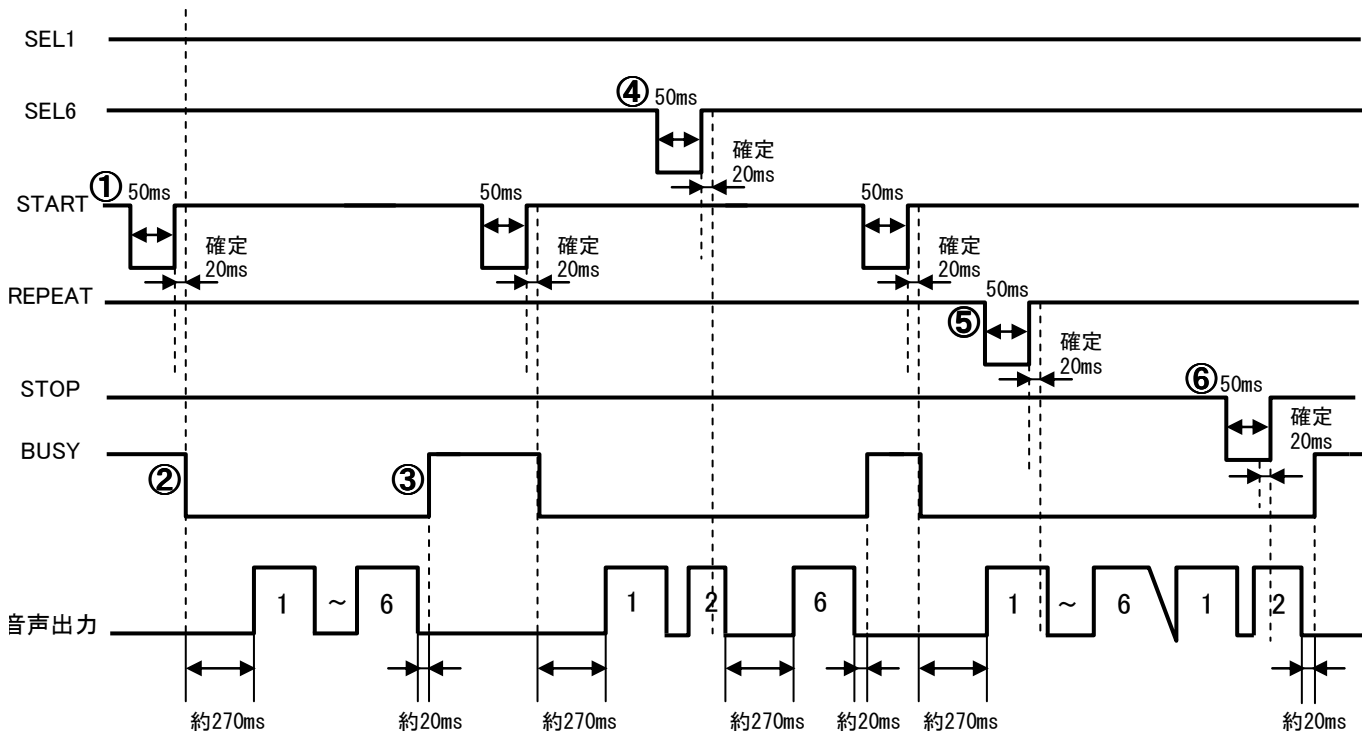 SEL1
SEL6
④ 50ms
確定
20ms
START
① 50ms
確定
20ms
50ms
確定
20ms
50ms
確定
20ms
REPEAT
50ms
⑤
確定
20ms
STOP
⑥ 50ms
確定
20ms
BUSY
②
③
音声出力
1 ~ 6
1 2 6
1 ~ 6 1 2
約270ms 約20ms 約270ms 約270ms 約20ms 約270ms 約20ms